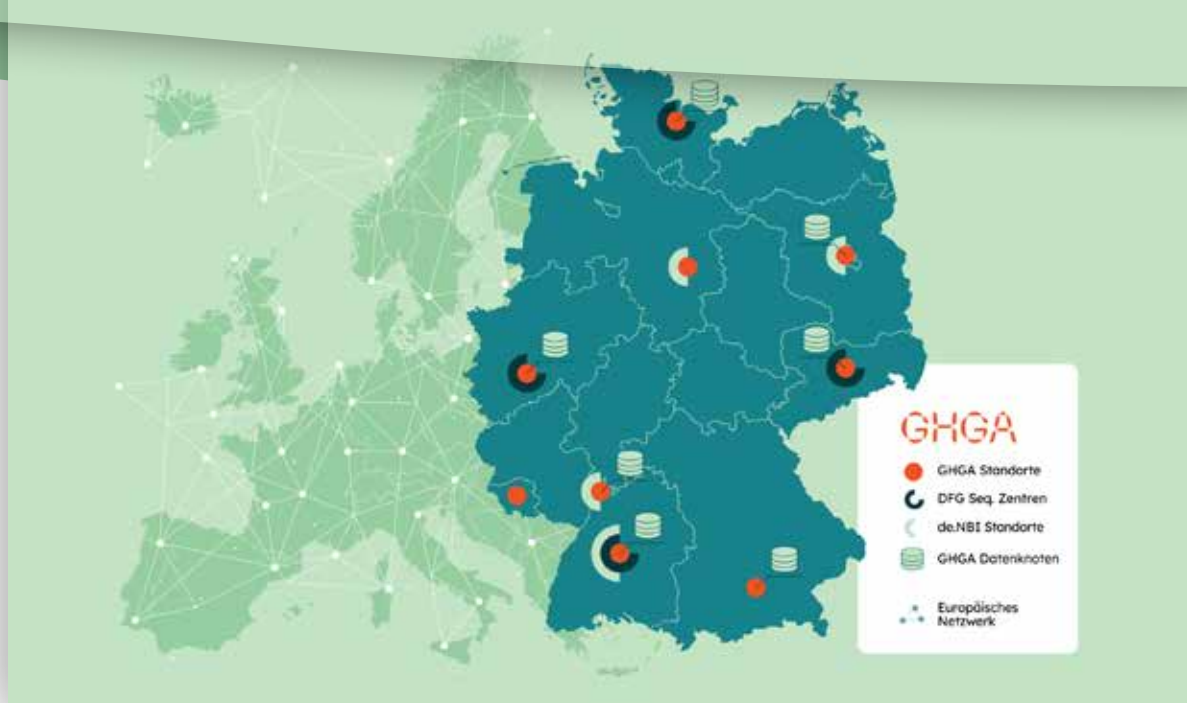 GHGA
GHGA Standorte
DFG Seq. Zentren
de.NBI Standorte
GHGA Datenknoten
Europäisches
Netzwerk